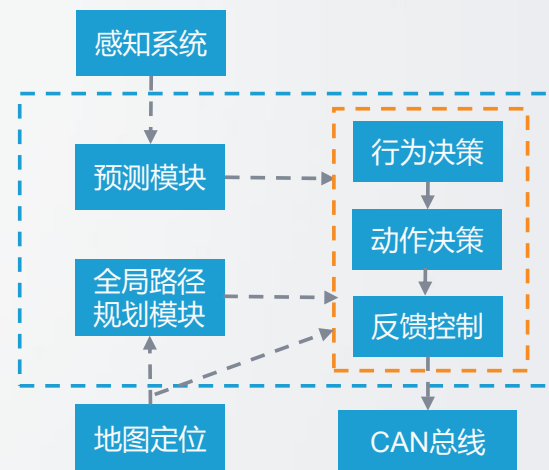 感知系统
预测模块
行为决策
动作决策
全局路径
规划模块
反馈控制
地图定位
CAN总线